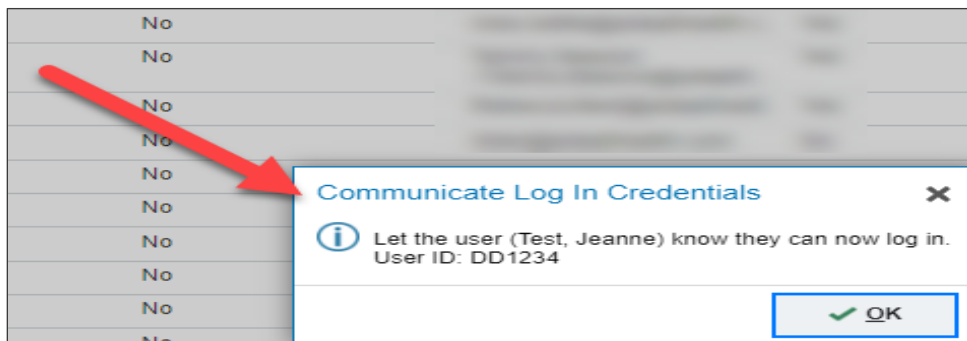 No
No
No
No
No
No
No
No
No
No
Communicate Log In Credentials
Let the user (Test, Jeanne) know they can now log in.
User ID: DD1234
OK